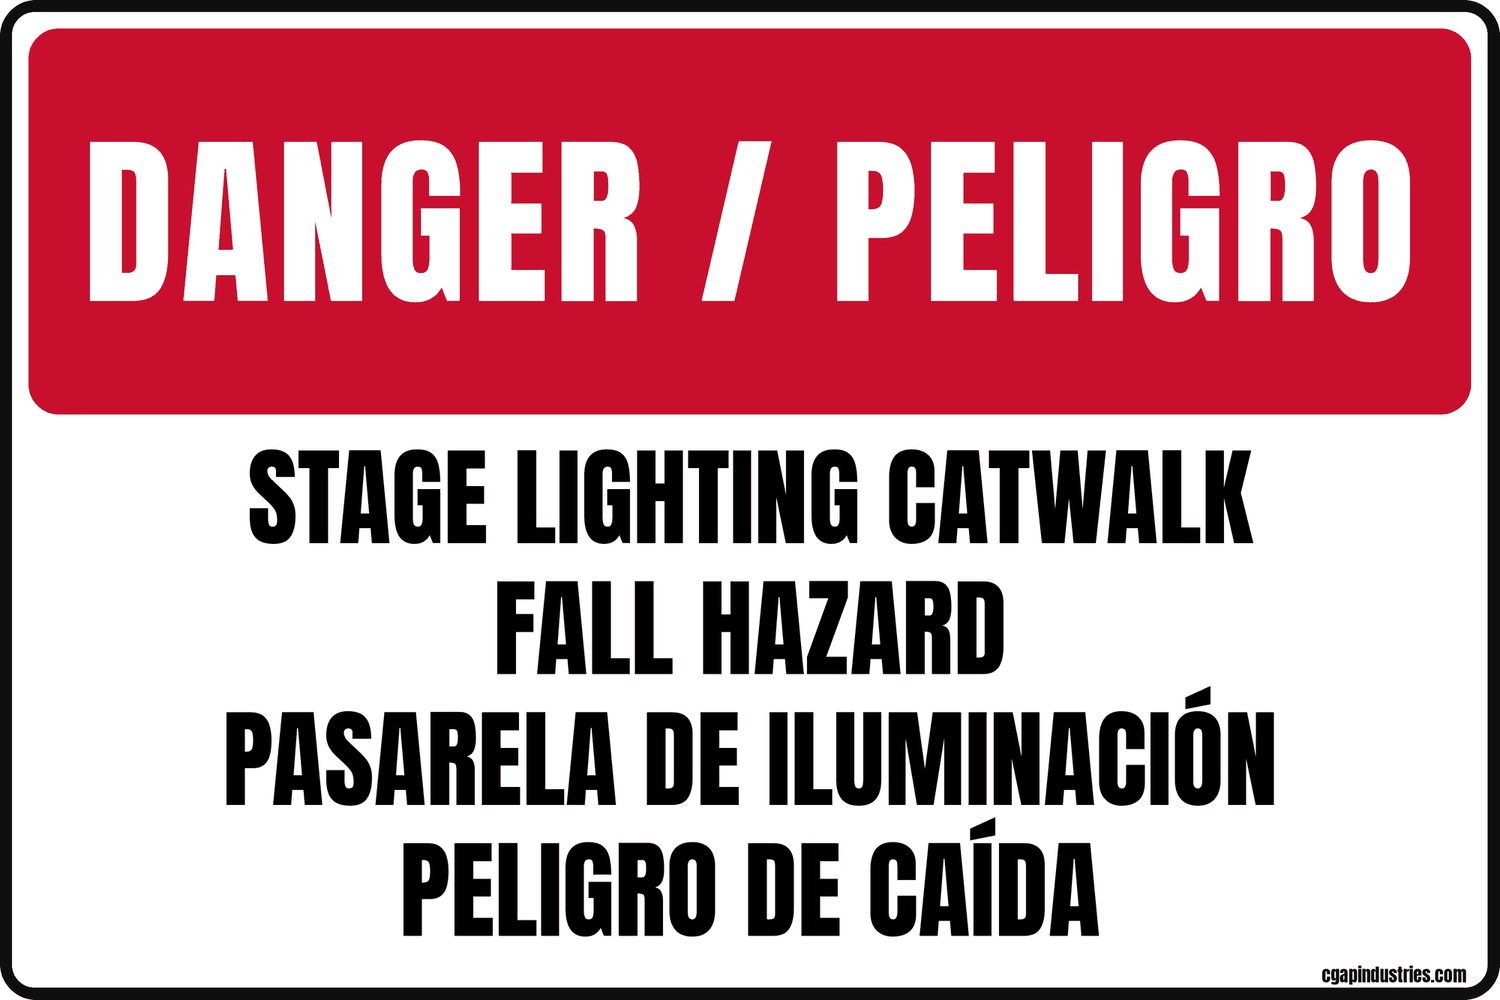 DANGER / PELIGRO
STAGE LIGHTING CATWALK
FALL HAZARD
PASARELA DE ILUMINACIÓN
PELIGRO DE CAÍDA
cgapindustries.com